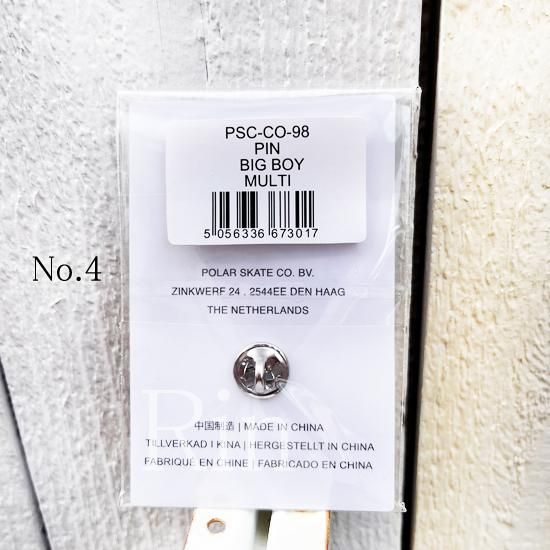 PSC-CO-98
PIN
BIG BOY
MULTI
5 056336 673017
No.4
POLAR SKATE CO. BV.
ZINKWERF 24 . 2544EE DEN HAAG
THE NETHERLANDS
中国制造 | MADE IN CHINA
TILLVERKAD I KINA | HERGESTELLT IN CHINA
FABRIQUÉ EN CHINE | FABRICADO EN CHINA